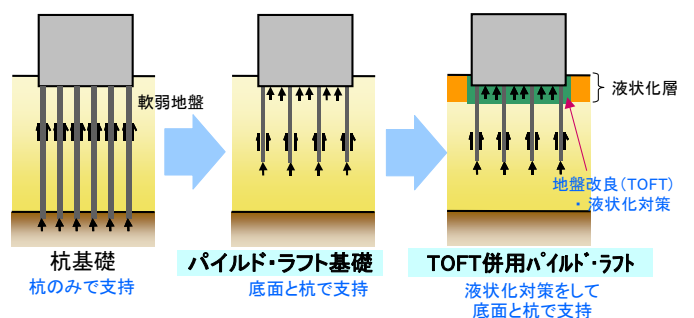 軟弱地盤
液状化層
地盤改良(TOFT)
・ 液状化対策
杭基礎
杭のみで支持
パイルド・ラフト基礎
底面と杭で支持
TOFT併用パイルド・ラフト
液状化対策をして
底面と杭で支持